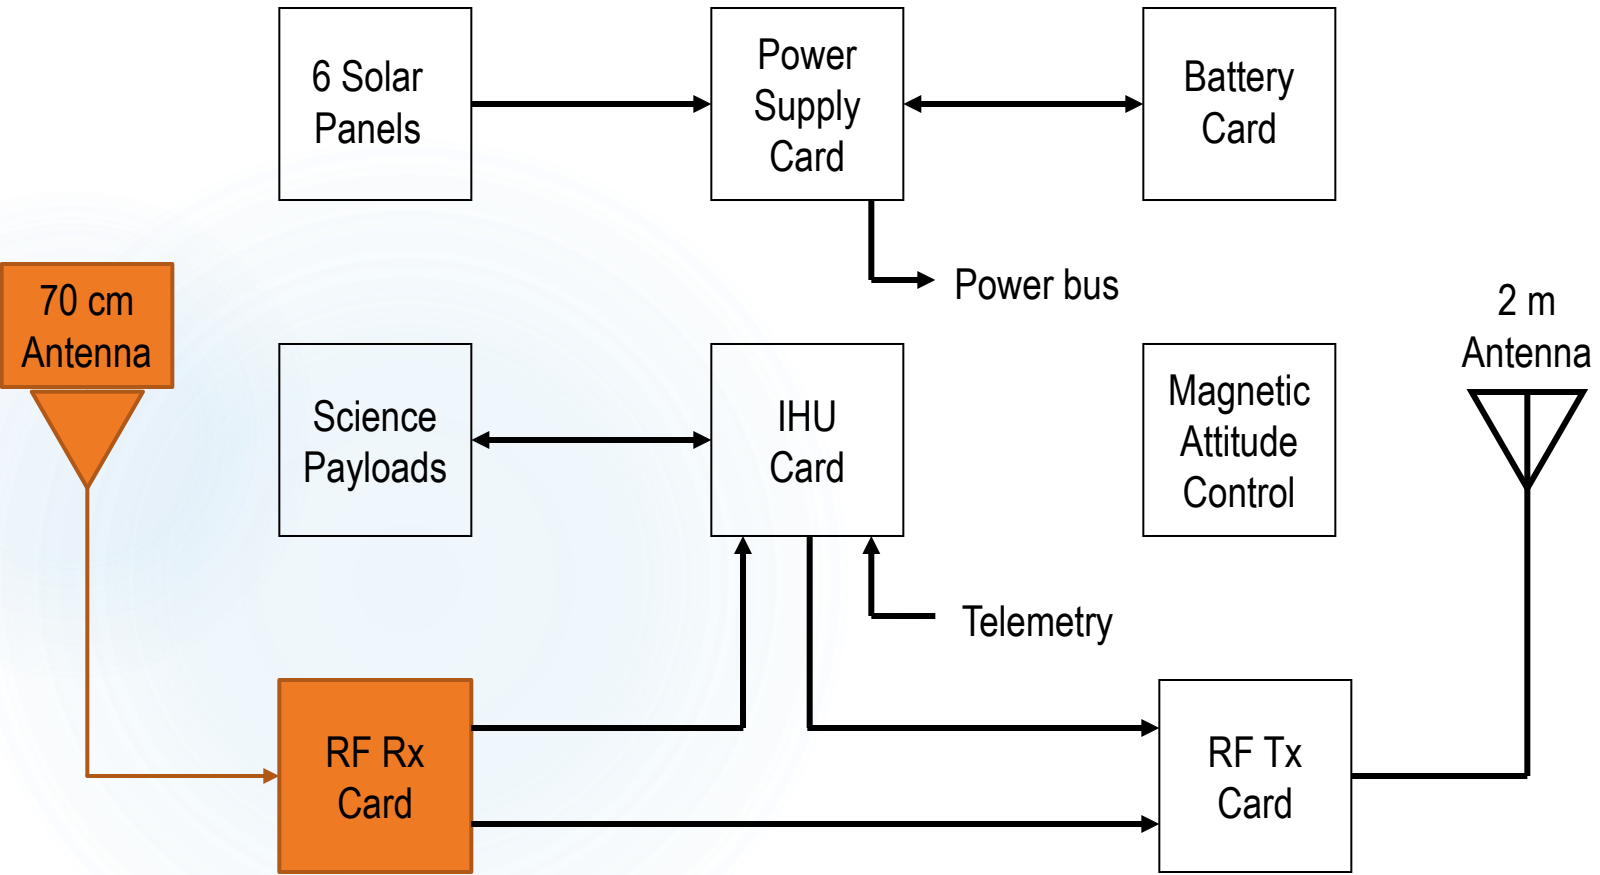 6 Solar
Panels
Power
Supply
Card
Battery
Card
Power bus
70 cm
Antenna
2 m
Antenna
Science
Payloads
IHU
Card
Magnetic
Attitude
Control
Telemetry
RF Rx
Card
RF Tx
Card